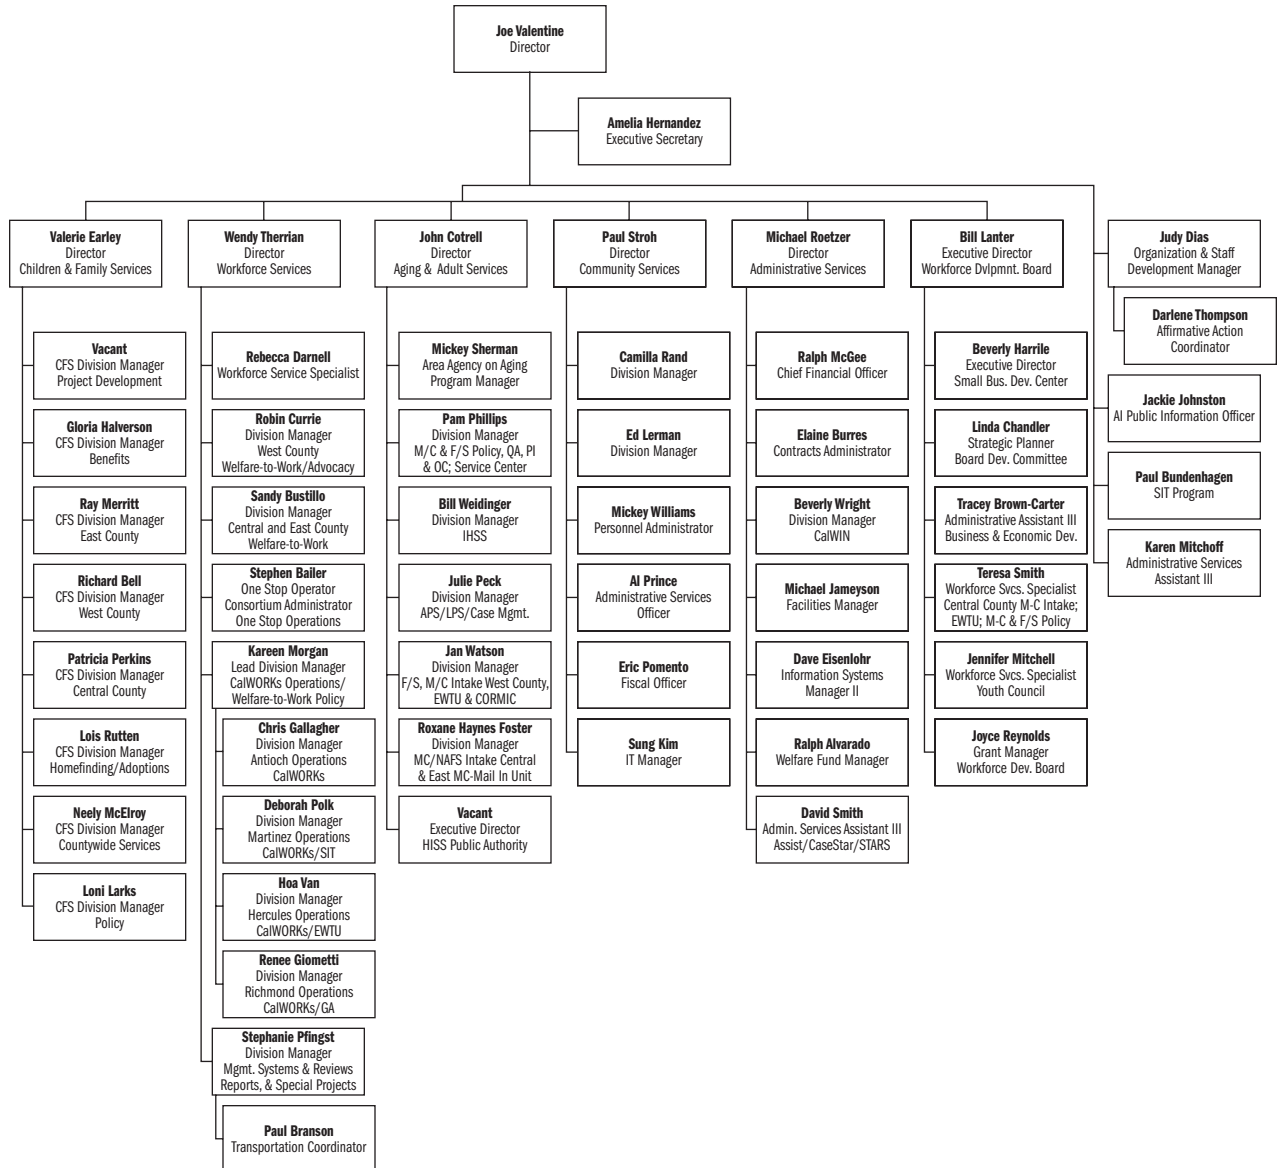 Joe Valentine
Director
Amelia Hernandez
Executive Secretary
Valerie Earley
Director
Children & Family Services
Vacant
CFS Division Manager
Project Development
Gloria Halverson
CFS Division Manager
Benefits
Ray Merritt
CFS Division Manager
East County
Richard Bell
CFS Division Manager
West County
Patricia Perkins
CFS Division Manager
Central County
Lois Rutten
CFS Division Manager
Homefinding/Adoptions
Neely McElroy
CFS Division Manager
Countywide Services
Loni Larks
CFS Division Manager
Policy
Wendy Therrian
Director
Workforce Services
Rebecca Darnell
Workforce Service Specialist
Robin Currie
Division Manager
West County
Welfare-to-Work/Advocacy
Sandy Bustillo
Division Manager
Central and East County
Welfare-to-Work
Stephen Bailer
One Stop Operator
Consortium Administrator
One Stop Operations
Kareen Morgan
Lead Division Manager
CalWORKs Operations/
Welfare-to-Work Policy
Chris Gallagher
Division Manager
Antioch Operations
CalWORKs
Deborah Polk
Division Manager
Martinez Operations
CalWORKs/SIT
Hoa Van
Division Manager
Hercules Operations
CalWORKs/EWTU
Renee Giometti
Division Manager
Richmond Operations
CalWORKs/GA
Stephanie Pfingst
Division Manager
Mgmt. Systems & Reviews
Reports, & Special Projects
Paul Branson
Transportation Coordinator
John Cotrell
Director
Aging & Adult Services
Mickey Sherman
Area Agency on Aging
Program Manager
Pam Phillips
Division Manager
M/C & F/S Policy, QA, PI
& OC; Service Center
Bill Weidinger
Division Manager
IHSS
Julie Peck
Division Manager
APS/LPS/Case Mgmt.
Jan Watson
Division Manager
F/S, M/C Intake West County,
EWTU & CORMIC
Roxane Haynes Foster
Division Manager
MC/NAFS Intake Central
& East MC-Mail In Unit
Vacant
Executive Director
HISS Public Authority
Paul Stroh
Director
Community Services
Camilla Rand
Division Manager
Ed Lerman
Division Manager
Mickey Williams
Personnel Administrator
Al Prince
Administrative Services
Officer
Eric Pomento
Fiscal Officer
Sung Kim
IT Manager
Michael Roetzer
Director
Administrative Services
Ralph McGee
Chief Financial Officer
Elaine Burres
Contracts Administrator
Beverly Wright
Division Manager
CalWIN
Michael Jameyson
Facilities Manager
Dave Eisenlohr
Information Systems
Manager II
Ralph Alvarado
Welfare Fund Manager
David Smith
Admin. Services Assistant III
Assist/CaseStar/STARS
Bill Lanter
Executive Director
Workforce Dvlpmnt. Board
Beverly Harrile
Executive Director
Small Bus. Dev. Center
Linda Chandler
Strategic Planner
Board Dev. Committee
Tracey Brown-Carter
Administrative Assistant III
Business & Economic Dev.
Teresa Smith
Workforce Svcs. Specialist
Central County M-C Intake;
EWTU; M-C & F/S Policy
Jennifer Mitchell
Workforce Svcs. Specialist
Youth Council
Joyce Reynolds
Grant Manager
Workforce Dev. Board
Judy Dias
Organization & Staff
Development Manager
Darlene Thompson
Affirmative Action
Coordinator
Jackie Johnston
AI Public Information Officer
Paul Bundenhagen
SIT Program
Karen Mitchoff
Administrative Services
Assistant III